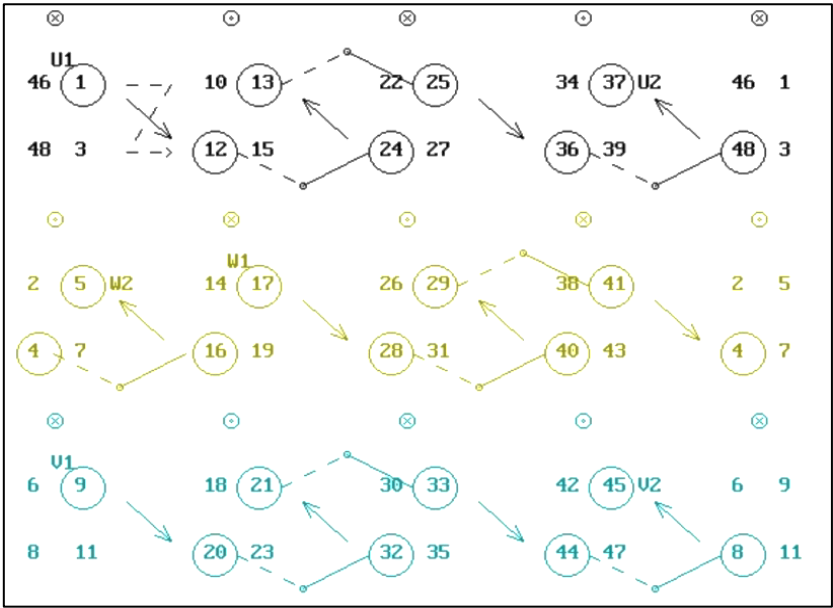 U1
46 1 10 13 22 25 34 37 U2 46 1
48 3 12 15 24 27 36 39 48 3
W1
2 5 W2 14 17 26 29 38 41 2 5
4 7 16 19 28 31 40 43 4 7
V1
6 9 18 21 30 33 42 45 V2 6 9
8 11 20 23 32 35 44 47 8 11